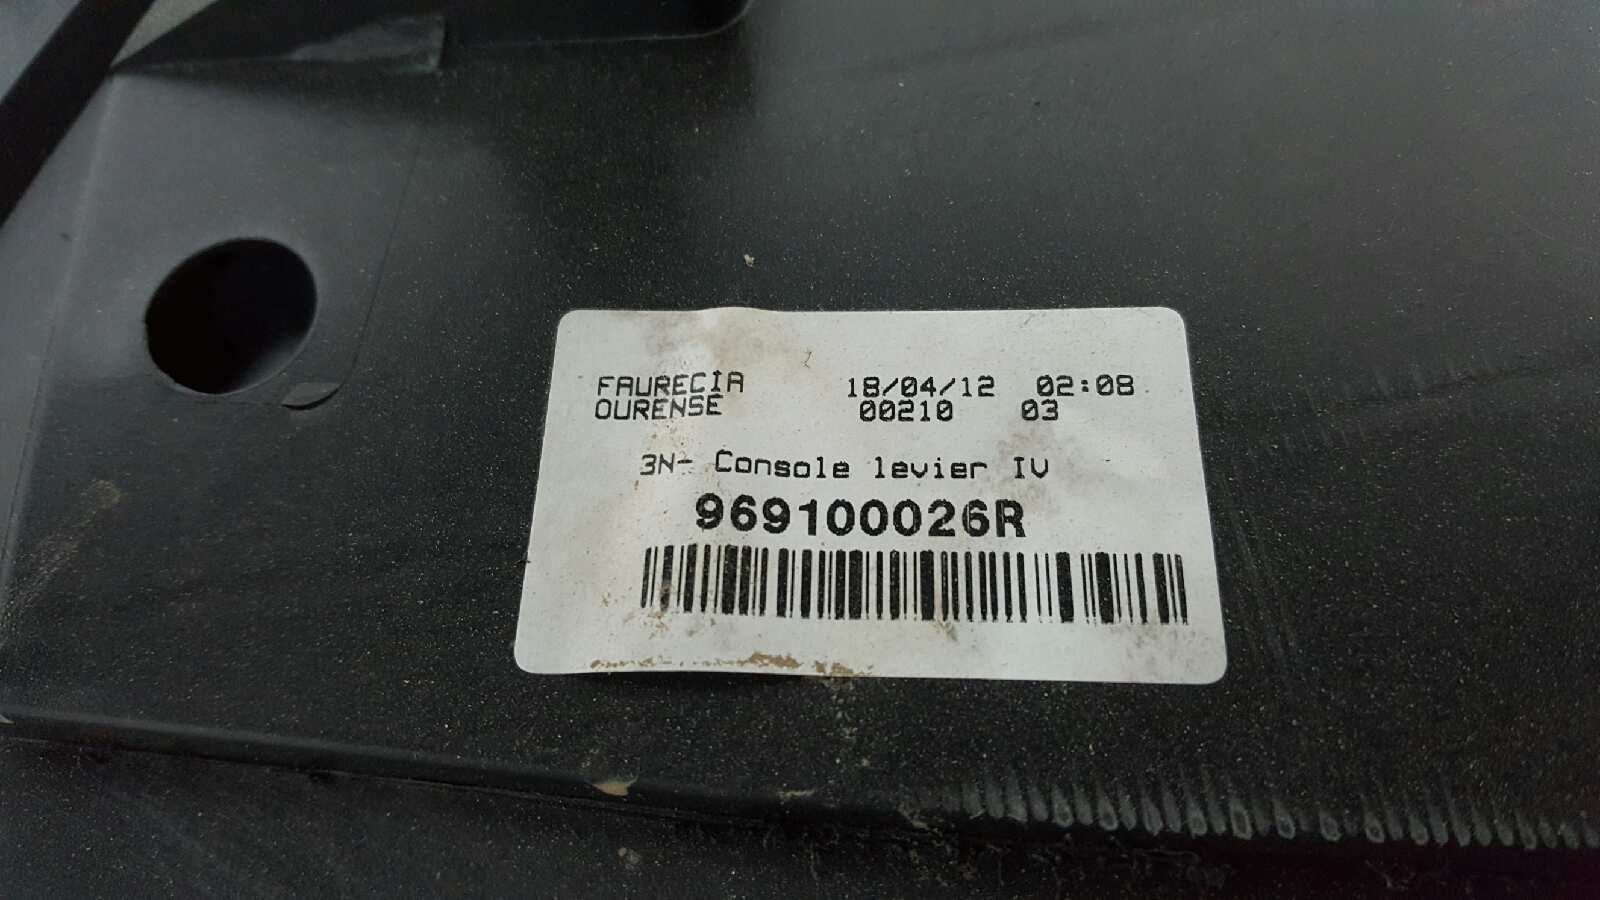 FAURECIA 18/04/12 02:08
OURENSE 00210 03
3N- Console levier IV
969100026R